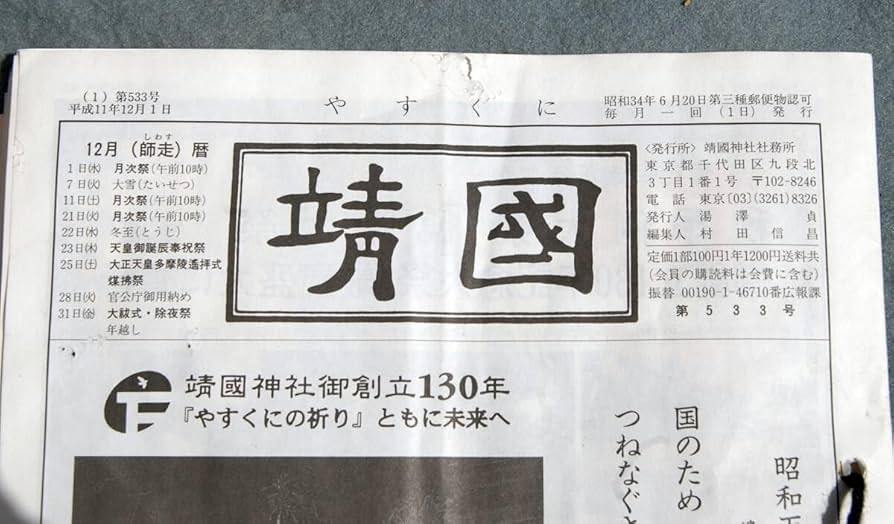 (1) 第533号
平成11年12月1日
やすくに
昭和34年6月20日第三種郵便物認可
毎月一回(1日)発行
12月(師走)暦
しわす
1日(水) 月次祭(午前10時)
7日(火) 大雪(たいせつ)
11日(土) 月次祭(午前10時)
21日(火) 月次祭(午前10時)
22日(水) 冬至(とうじ)
23日(木) 天皇御誕辰奉祝祭
25日(土) 大正天皇多摩陵遙拝式
煤拂祭
28日(火) 官公庁御用納め
31日(金) 大祓式・除夜祭
年越し
靖國
〈発行所〉靖國神社社務所
東京都千代田区九段北
3丁目1番1号 〒102-8246
電話 東京〔03〕(3261)8326
発行人 湯澤 貞
編集人 村田信昌
定価1部100円1年1200円送料共
(会員の購読料は会費に含む)
振替 00190-1-46710番広報課
第533号
靖國神社御創立130年
『やすくにの祈り』ともに未来へ
昭和
国のため
つねなぐと